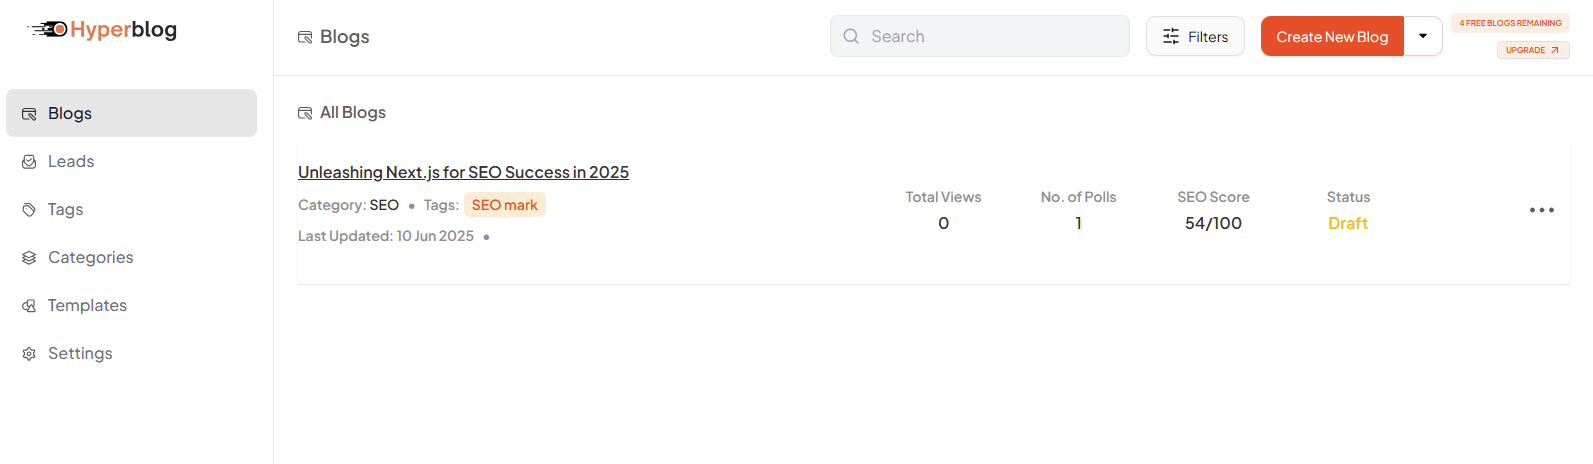 Hyperblog
Blogs
Leads
Tags
Categories
Templates
Settings
Blogs
Search
Filters
Create New Blog
4 FREE BLOGS REMAINING
UPGRADE
All Blogs
Unleashing Next.js for SEO Success in 2025
Category: SEO • Tags: SEO mark
Last Updated: 10 Jun 2025 •
Total Views
0
No. of Polls
1
SEO Score
54/100
Status
Draft